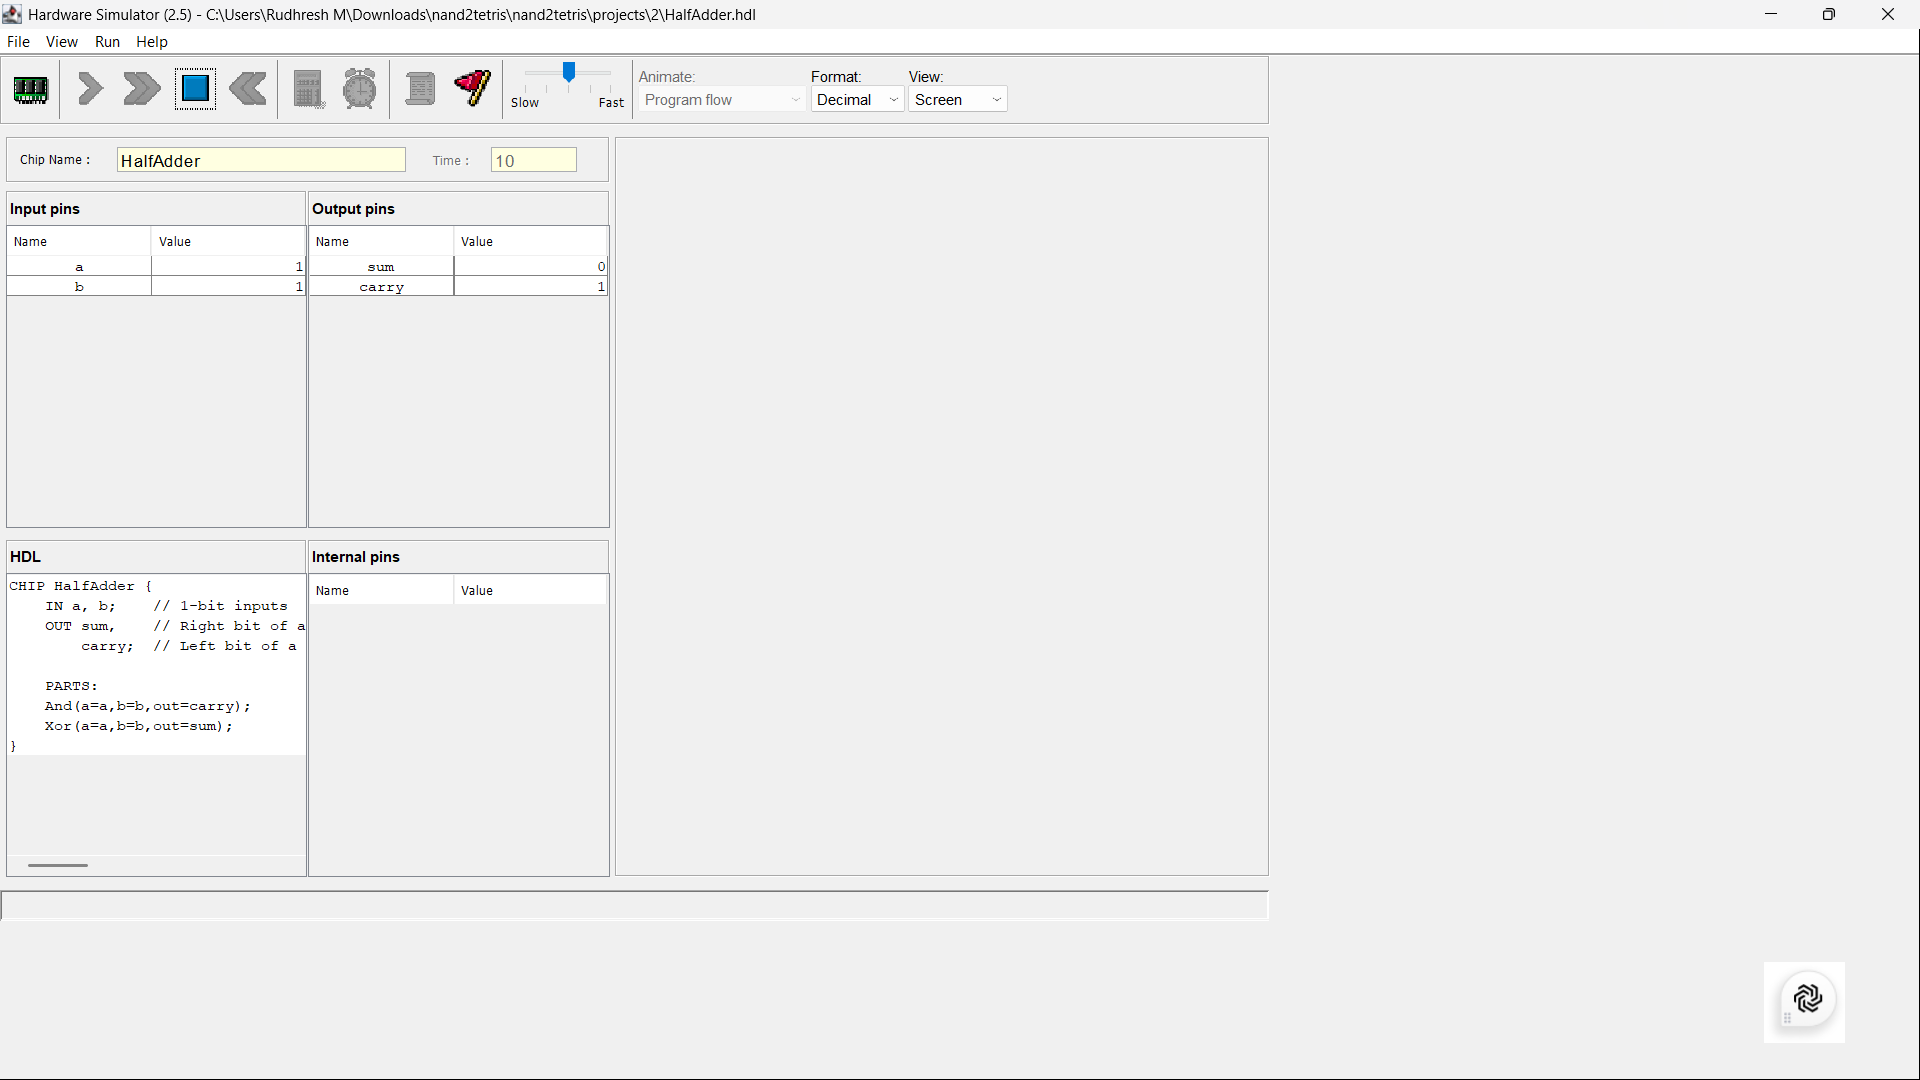 Hardware Simulator (2.5) - C:\Users\Rudhresh M\Downloads\nand2tetris\nand2tetris\projects\2\HalfAdder.hdl
File View Run Help
Slow Fast
Animate: Format: View:
Program flow Decimal Screen
Chip Name : HalfAdder Time : 10
Input pins Output pins
Name Value Name Value
a 1 sum 0
b 1 carry 1
HDL Internal pins
Name Value
CHIP HalfAdder {
    IN a, b;    // 1-bit inputs
    OUT sum,    // Right bit of a
        carry;  // Left bit of a
    PARTS:
    And(a=a,b=b,out=carry);
    Xor(a=a,b=b,out=sum);
}